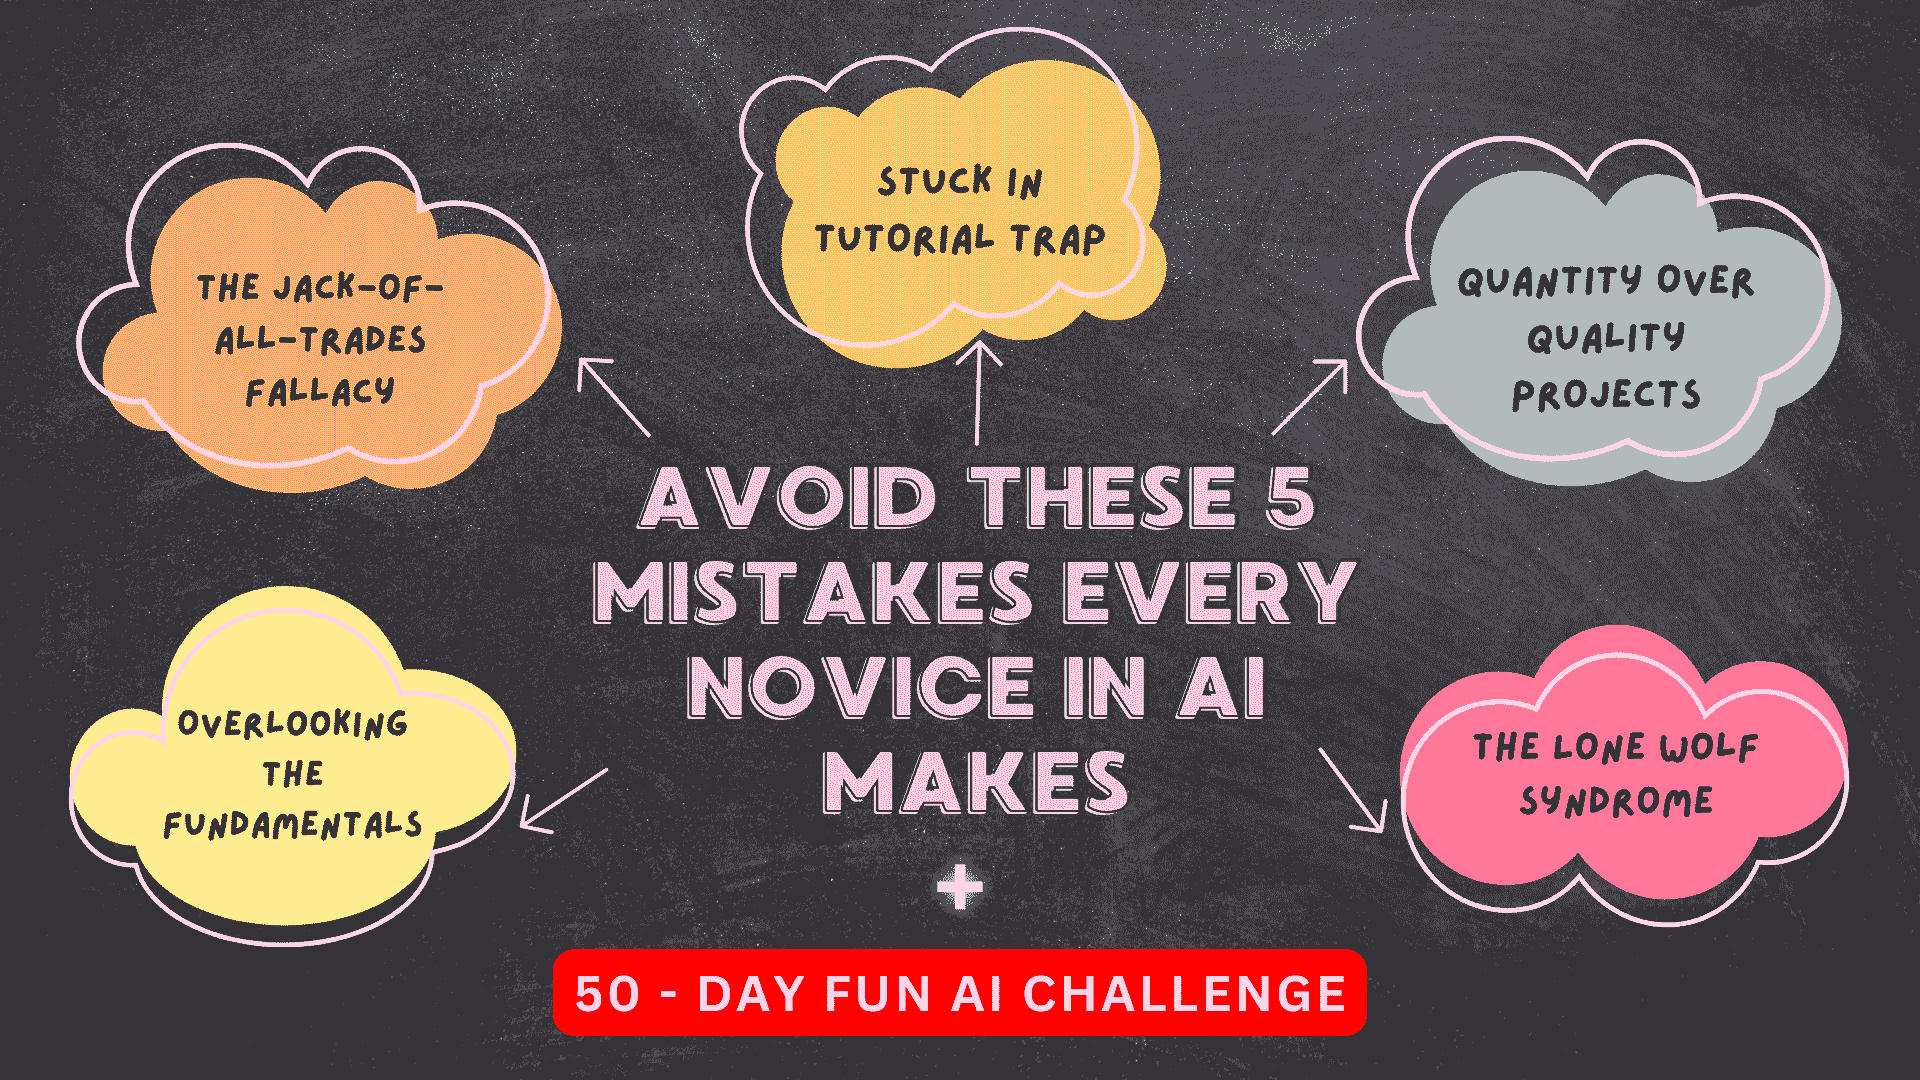 STUCK IN
TUTORIAL TRAP
THE JACK-OF-
ALL-TRADES
FALLACY
QUANTITY OVER
QUALITY
PROJECTS
AVOID THESE 5
MISTAKES EVERY
NOVICE IN AI
MAKES
OVERLOOKING
THE
FUNDAMENTALS
THE LONE WOLF
SYNDROME
+
50 - DAY FUN AI CHALLENGE